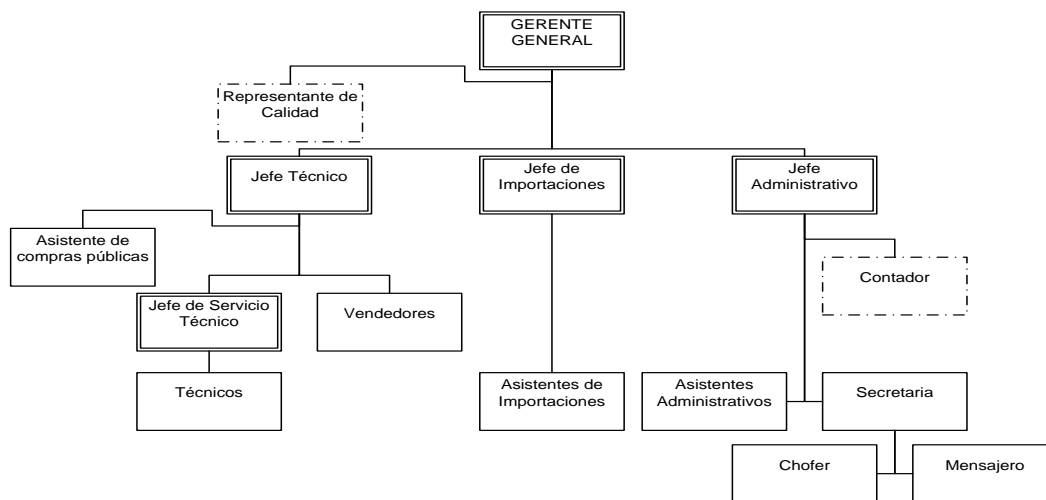 GERENTE
GENERAL
Representante de
Calidad
Jefe Técnico
Jefe de
Importaciones
Jefe
Administrativo
Asistente de
compras públicas
Contador
Jefe de Servicio
Técnico
Vendedores
Técnicos
Asistentes de
Importaciones
Asistentes
Administrativos
Secretaria
Chofer
Mensajero